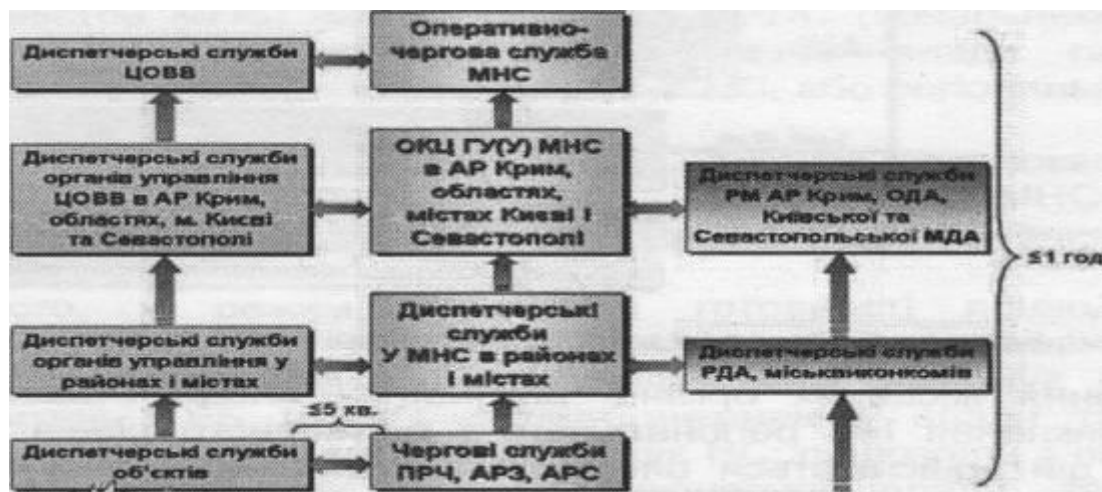 Диспетчерські служби
ЦОВВ
Оперативно-
чергова служба
МНС
Диспетчерські служби
органів управління
ЦОВВ в АР Крим,
областях, м. Києві
та Севастополі
ОКЦ ГУ(У) МНС
в АР Крим,
областях,
містах Києві і
Севастополі
Диспетчерські служби
РМ АР Крим, ОДА,
Київської та
Севастопольської МДА
≤1 год
Диспетчерські служби
органів управління у
районах і містах
Диспетчерські
служби
У МНС в районах
і містах
Диспетчерські служби
РДА, міськвиконкомів
≤5 хв.
Диспетчерські служби
об'єктів
Чергові служби
ПРЧ, АРЗ, АРС